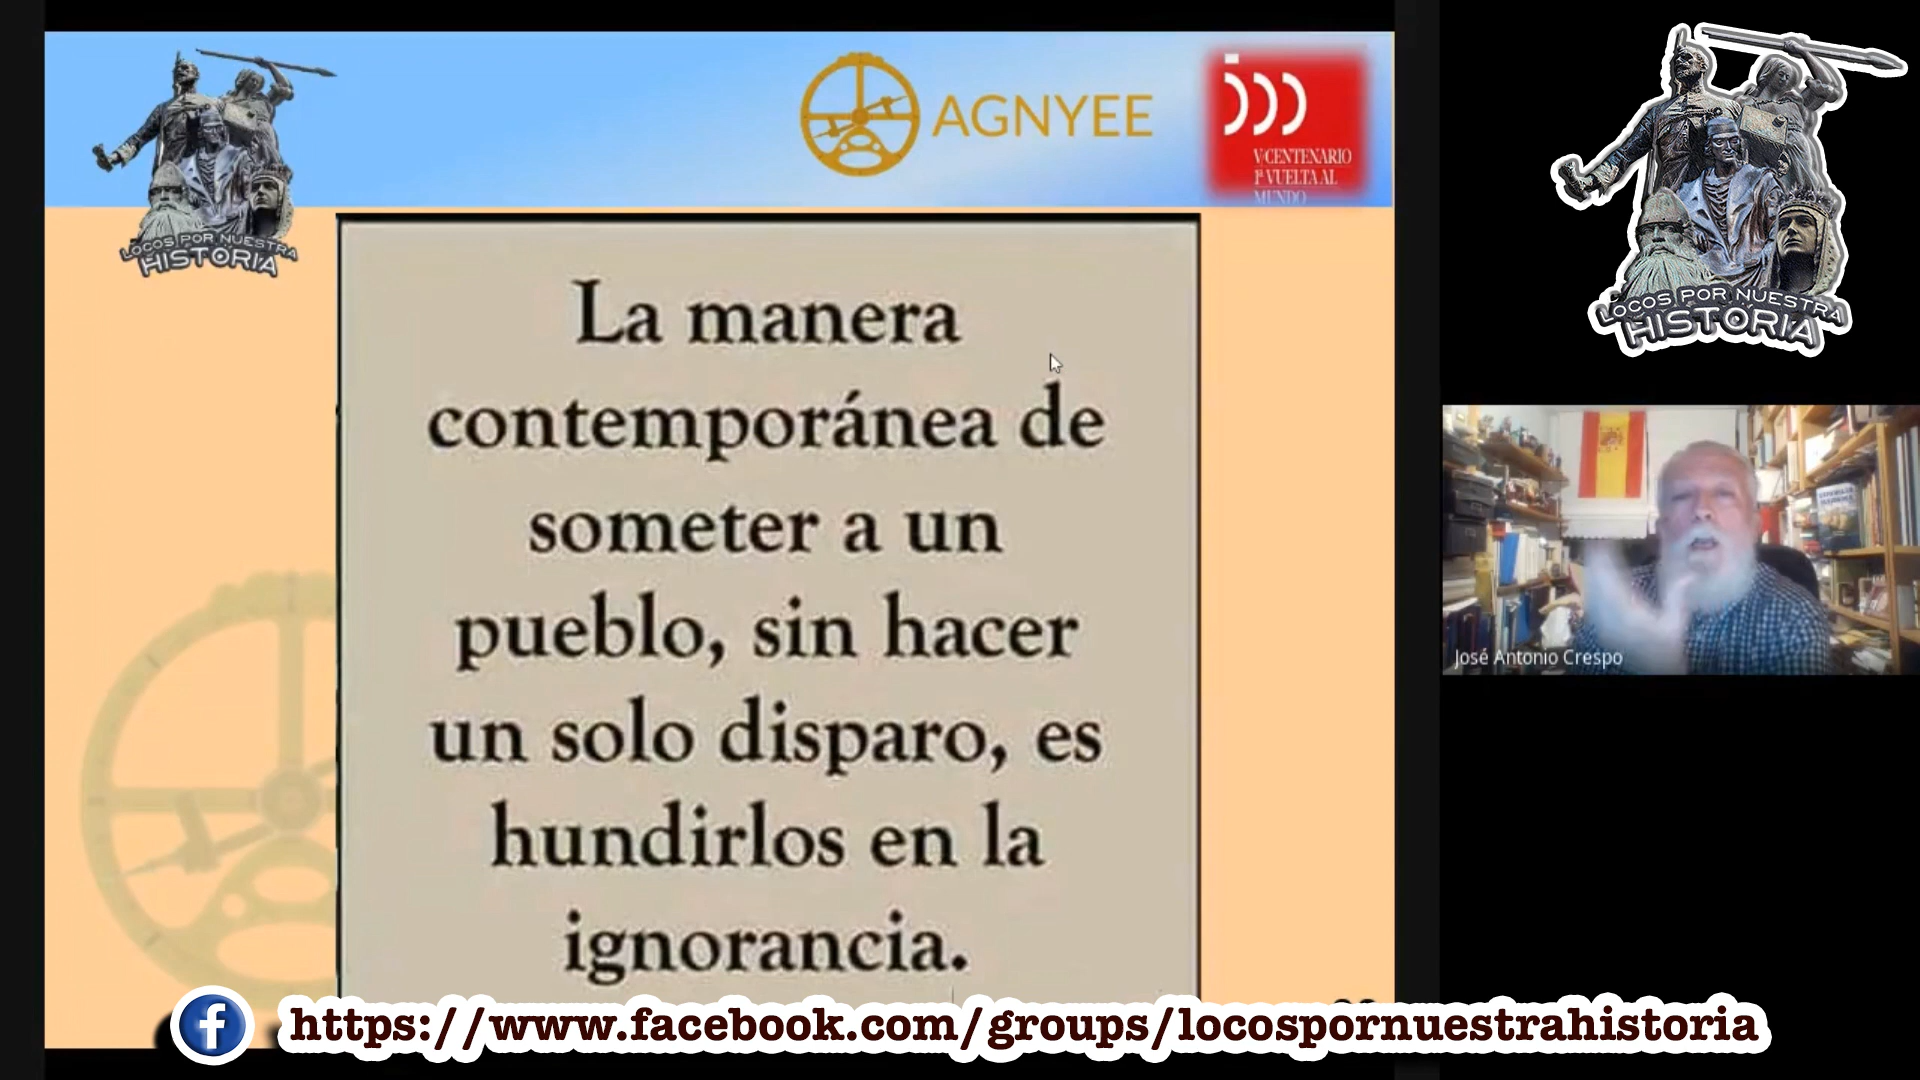 AGNYEE
V CENTENARIO
1ª VUELTA AL
MUNDO
LOCOS POR NUESTRA
HISTORIA
La manera
contemporánea de
someter a un
pueblo, sin hacer
un solo disparo, es
hundirlos en la
ignorancia.
LOCOS POR NUESTRA
HISTORIA
José Antonio Crespo
https://www.facebook.com/groups/locospornuestrahistoria